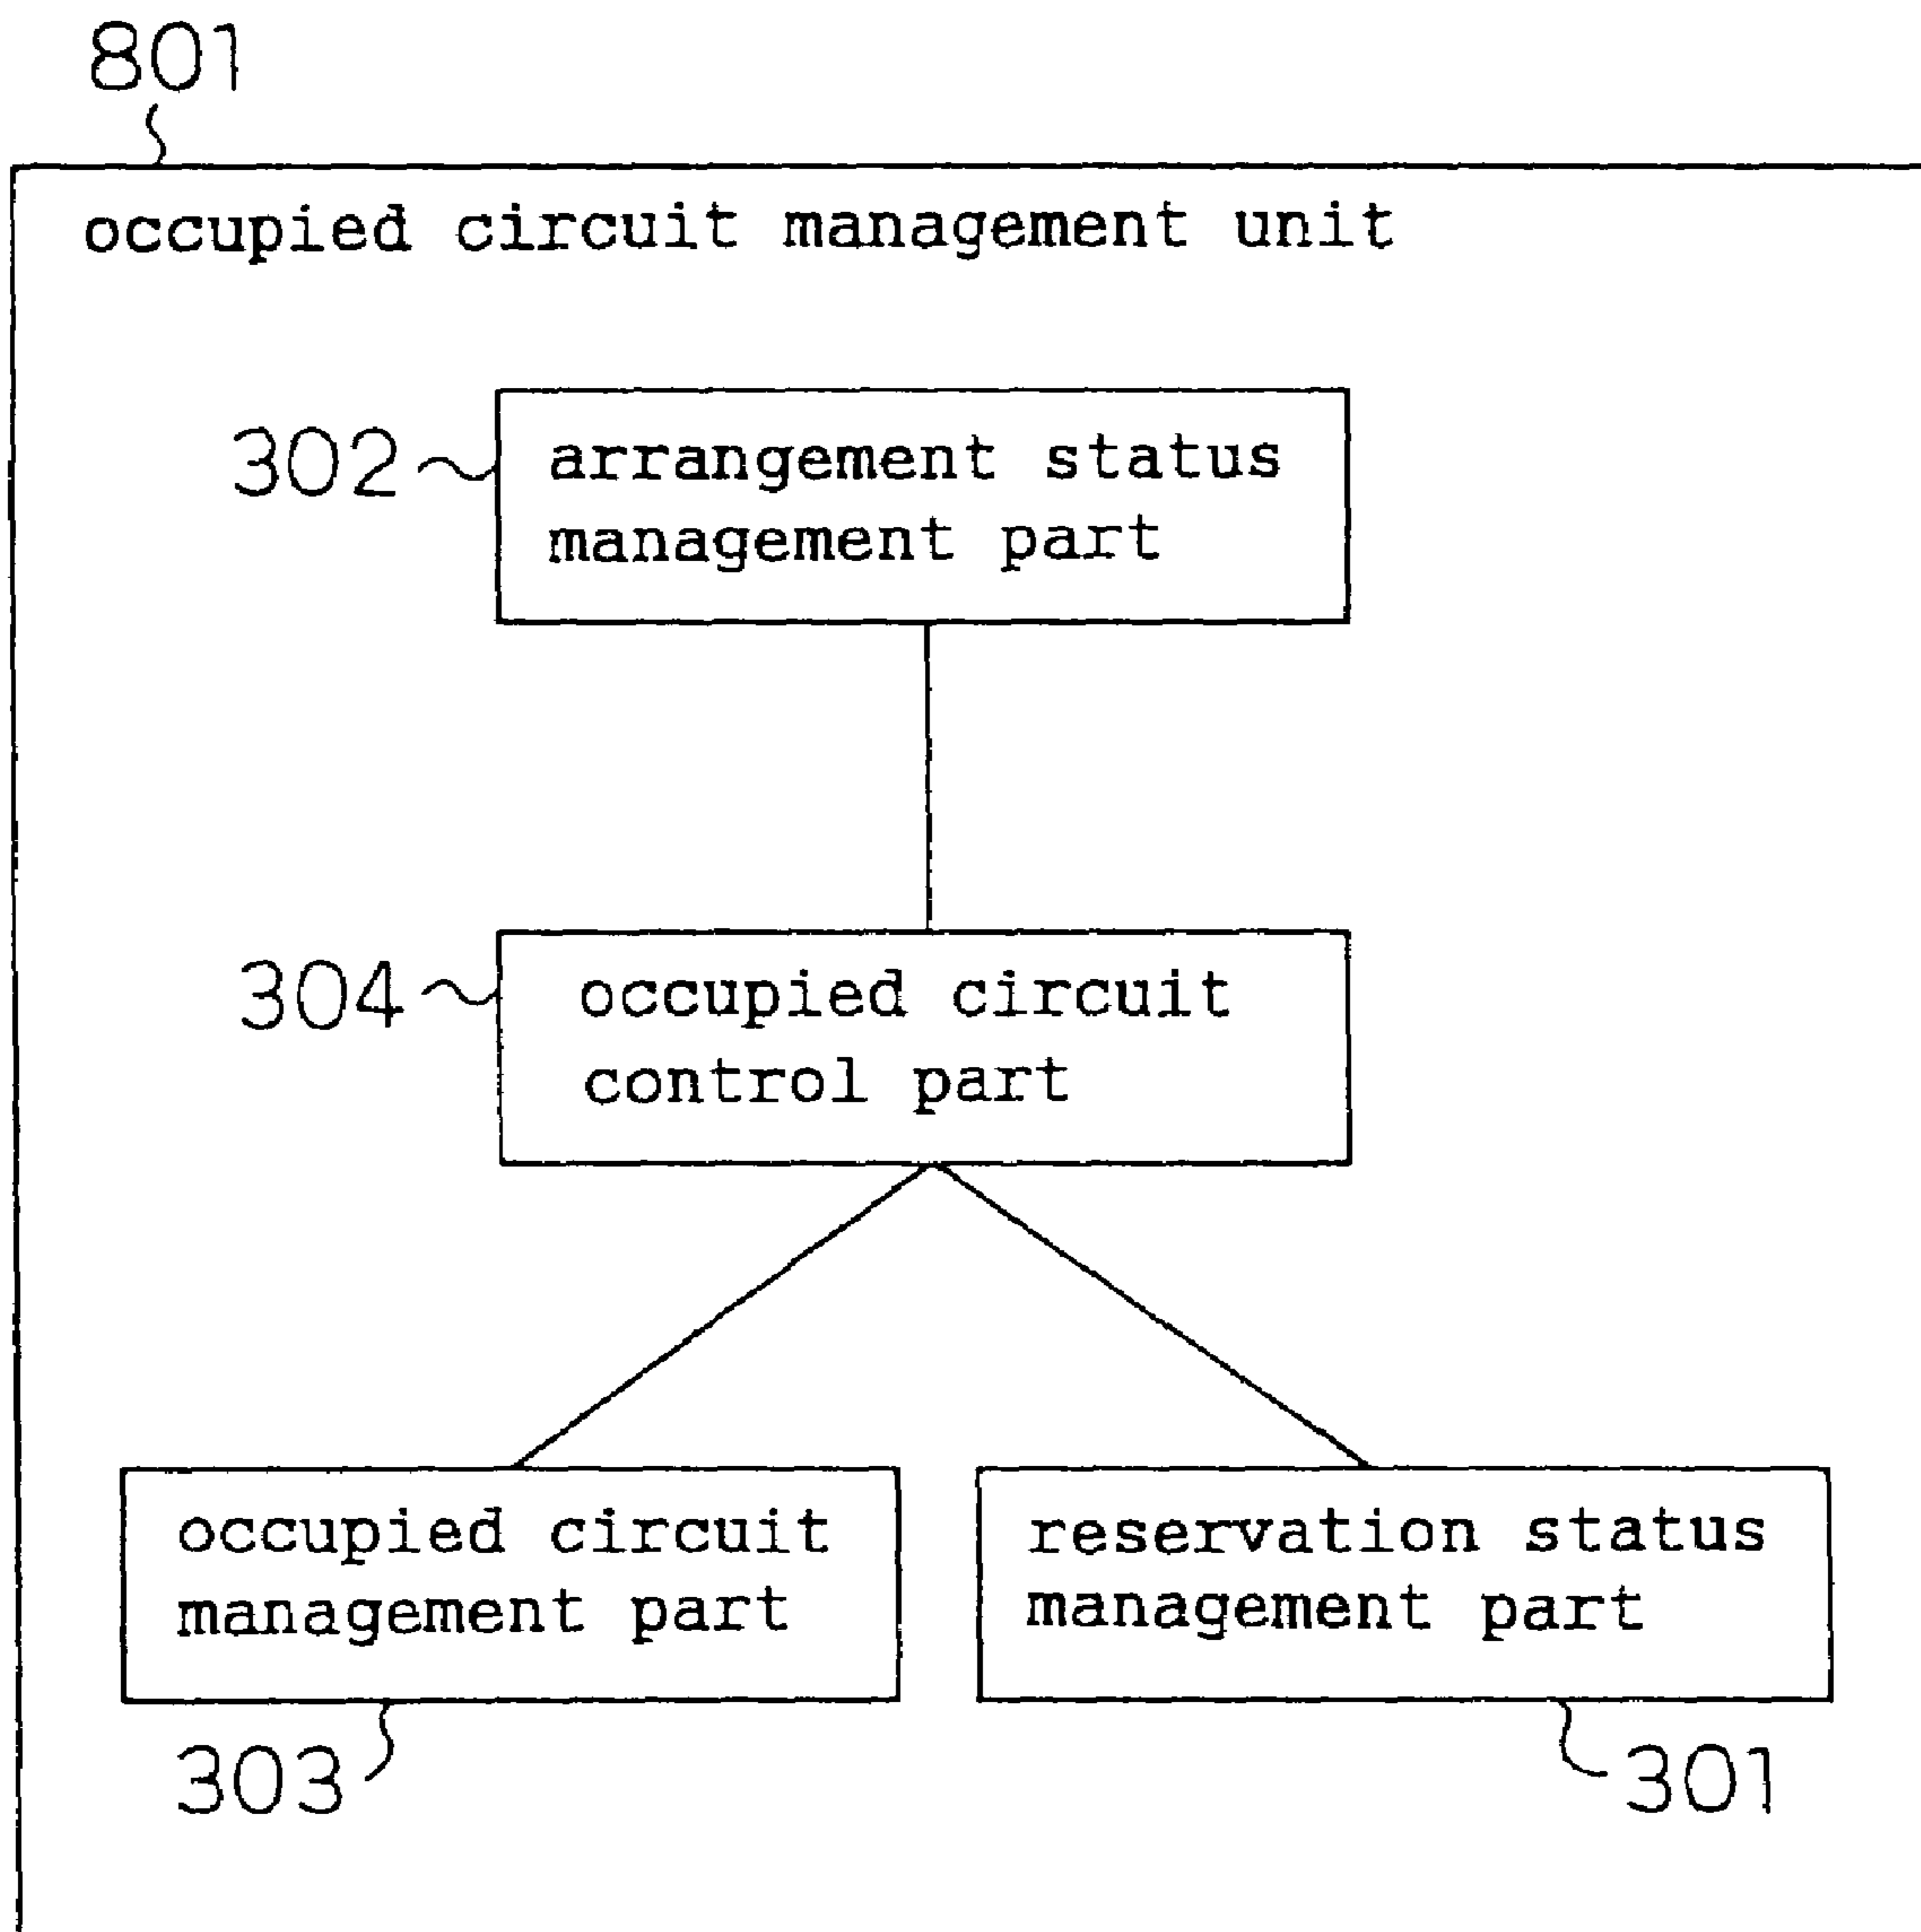 801
occupied circuit management unit
302
arrangement status
management part
304
occupied circuit
control part
occupied circuit
management part
reservation status
management part
303
301